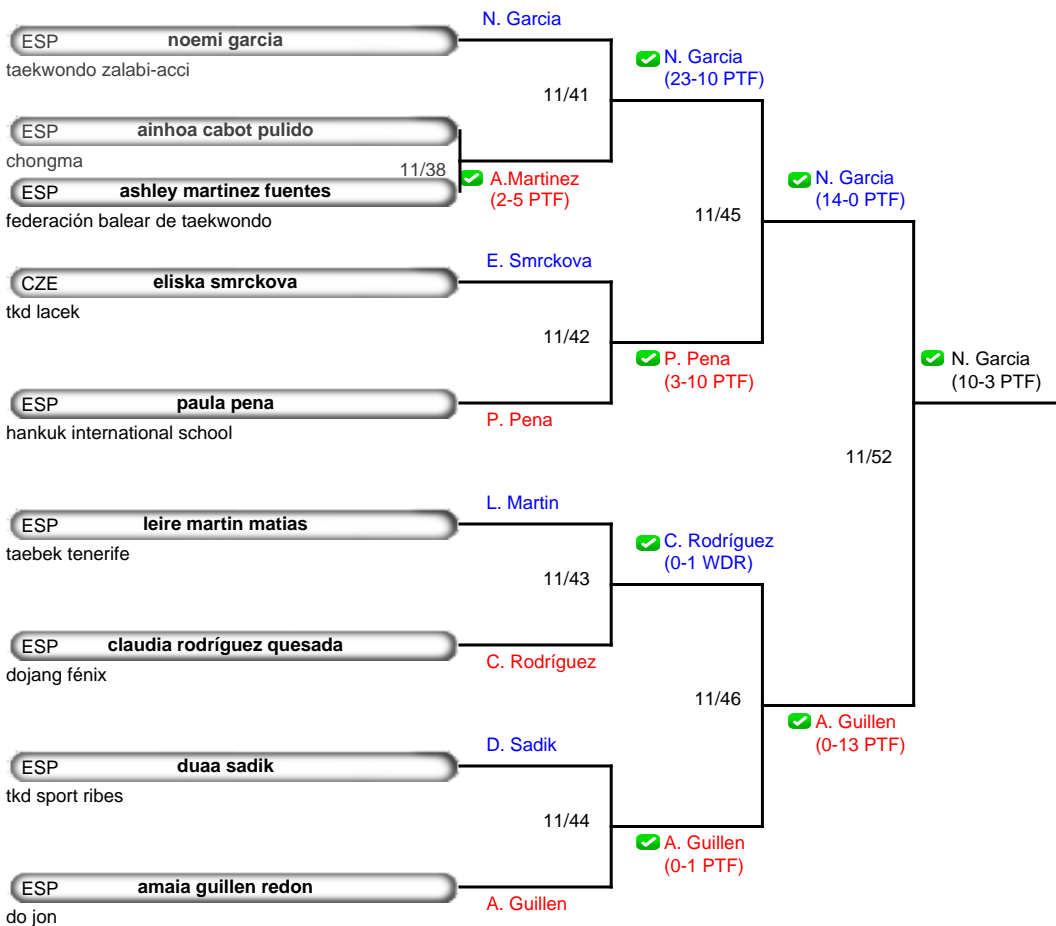 N. Garcia
ESP noemi garcia
taekwondo zalabi-acci
N. Garcia
(23-10 PTF)
11/41
ESP ainhoa cabot pulido
chongma
11/38
A.Martinez
(2-5 PTF)
ESP ashley martinez fuentes
federación balear de taekwondo
N. Garcia
(14-0 PTF)
11/45
E. Smrckova
CZE eliska smrckova
tkd lacek
11/42
P. Pena
(3-10 PTF)
N. Garcia
(10-3 PTF)
ESP paula pena
hankuk international school
P. Pena
11/52
L. Martin
ESP leire martin matias
taebek tenerife
C. Rodríguez
(0-1 WDR)
11/43
ESP claudia rodríguez quesada
dojang fénix
C. Rodríguez
11/46
A. Guillen
(0-13 PTF)
D. Sadik
ESP duaa sadik
tkd sport ribes
11/44
A. Guillen
(0-1 PTF)
ESP amaia guillen redon
do jon
A. Guillen